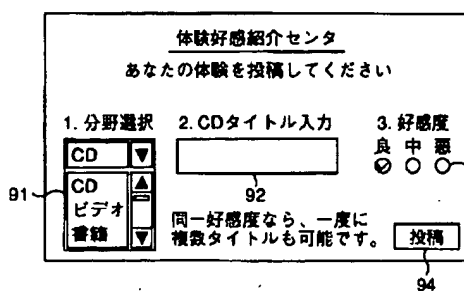 体験好感紹介センタ
あなたの体験を投稿してください
1. 分野選択
2. CDタイトル入力
3. 好感度
良 中 悪
CD
CD
ビデオ
書籍
91
92
同一好感度なら、一度に
複数タイトルも可能です。
投稿
94